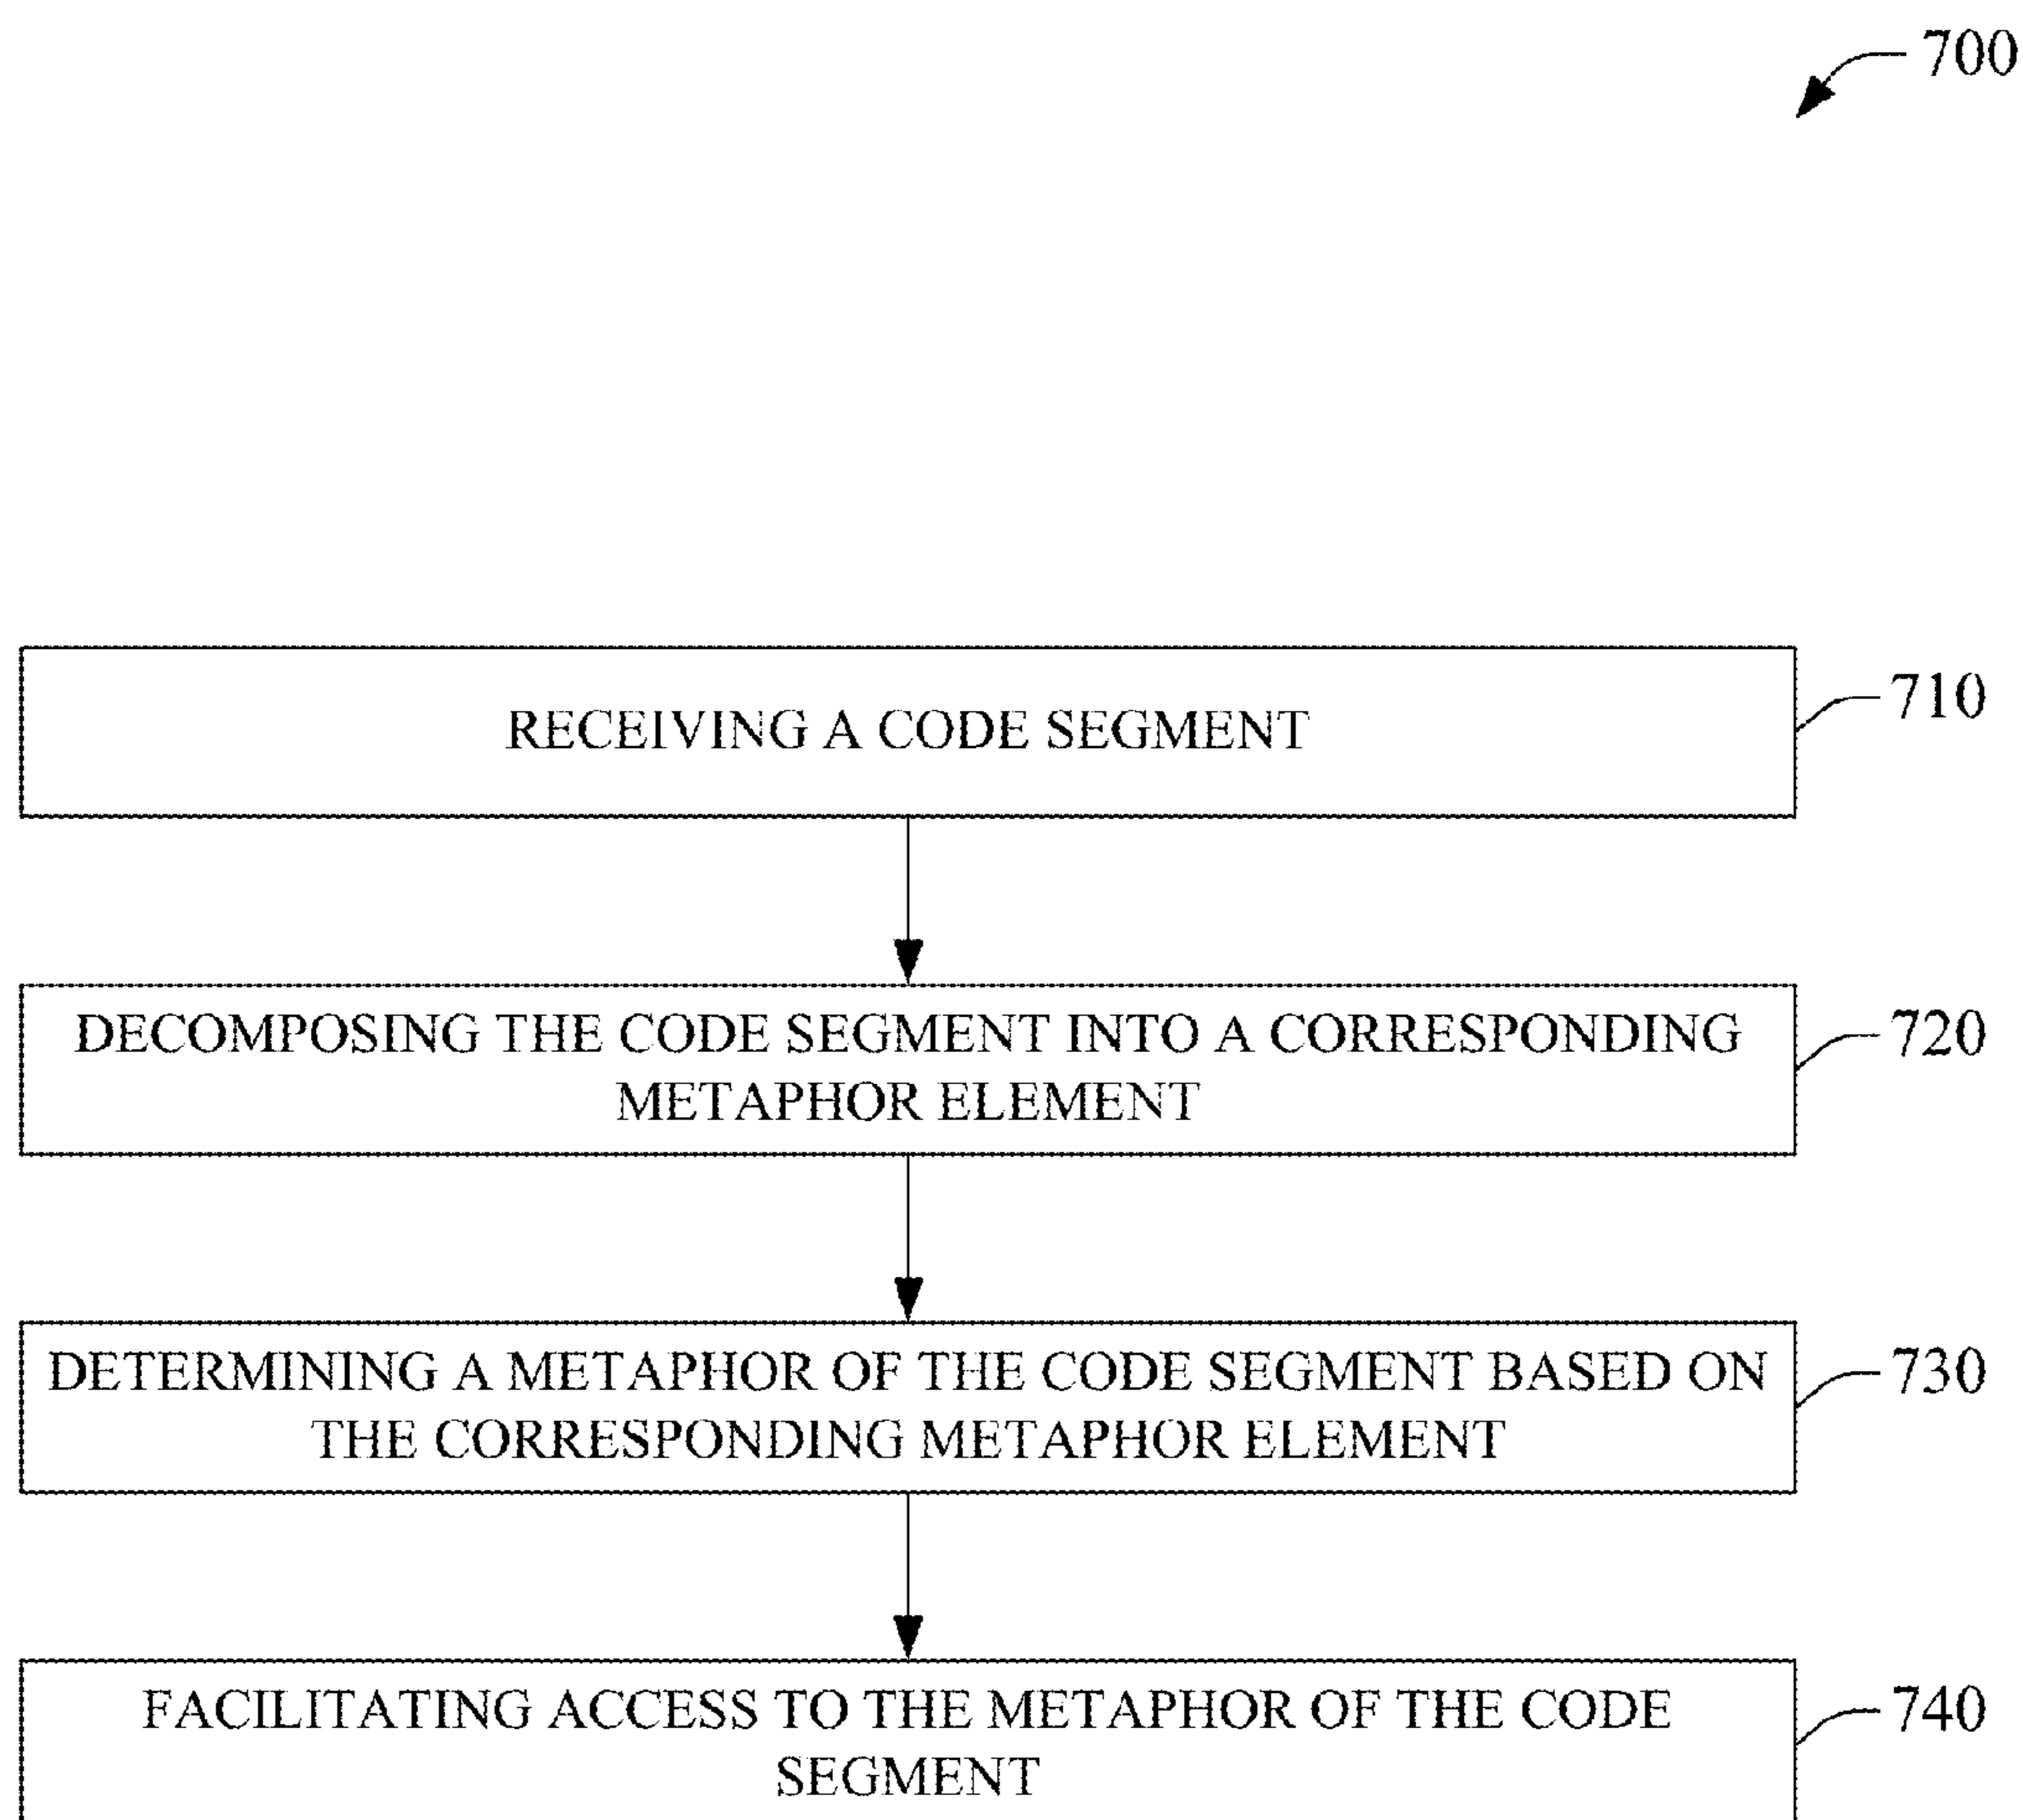 700
RECEIVING A CODE SEGMENT
710
DECOMPOSING THE CODE SEGMENT INTO A CORRESPONDING
METAPHOR ELEMENT
720
DETERMINING A METAPHOR OF THE CODE SEGMENT BASED ON
THE CORRESPONDING METAPHOR ELEMENT
730
FACILITATING ACCESS TO THE METAPHOR OF THE CODE
SEGMENT
740